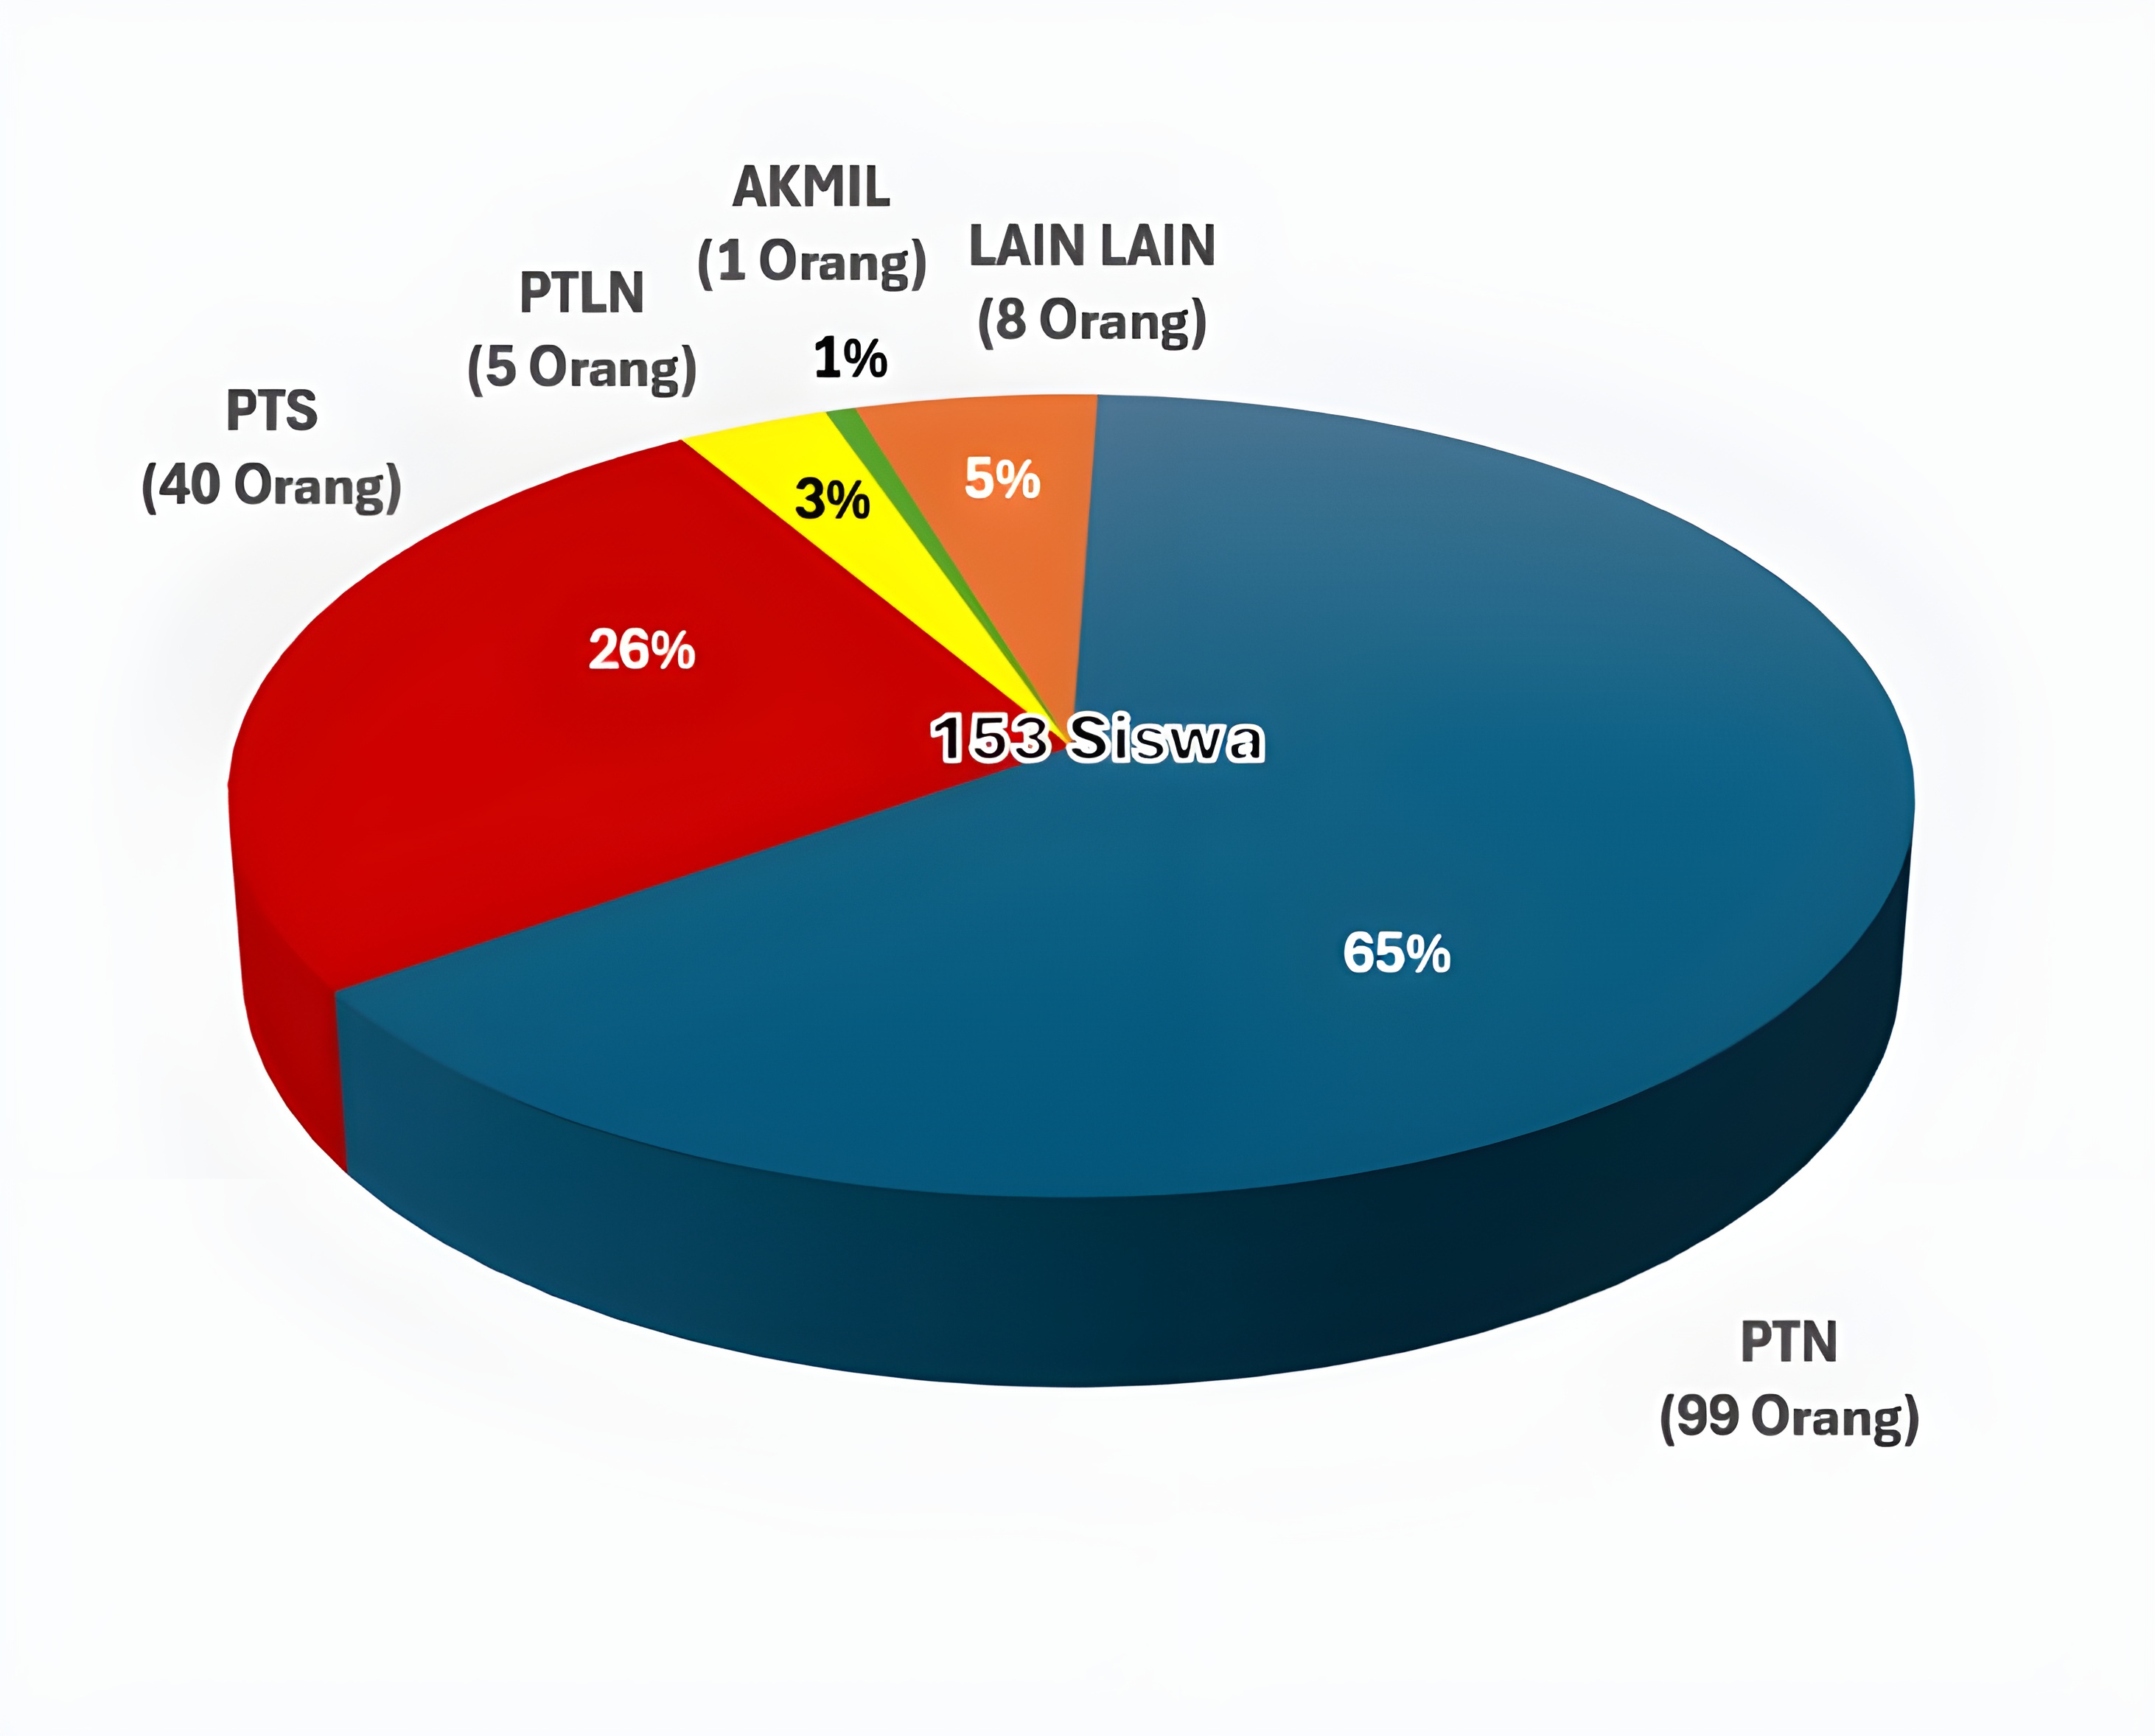 AKMIL
(1 Orang)
LAIN LAIN
(8 Orang)
PTLN
(5 Orang)
1%
PTS
(40 Orang)
3%
5%
26%
153 Siswa
65%
PTN
(99 Orang)